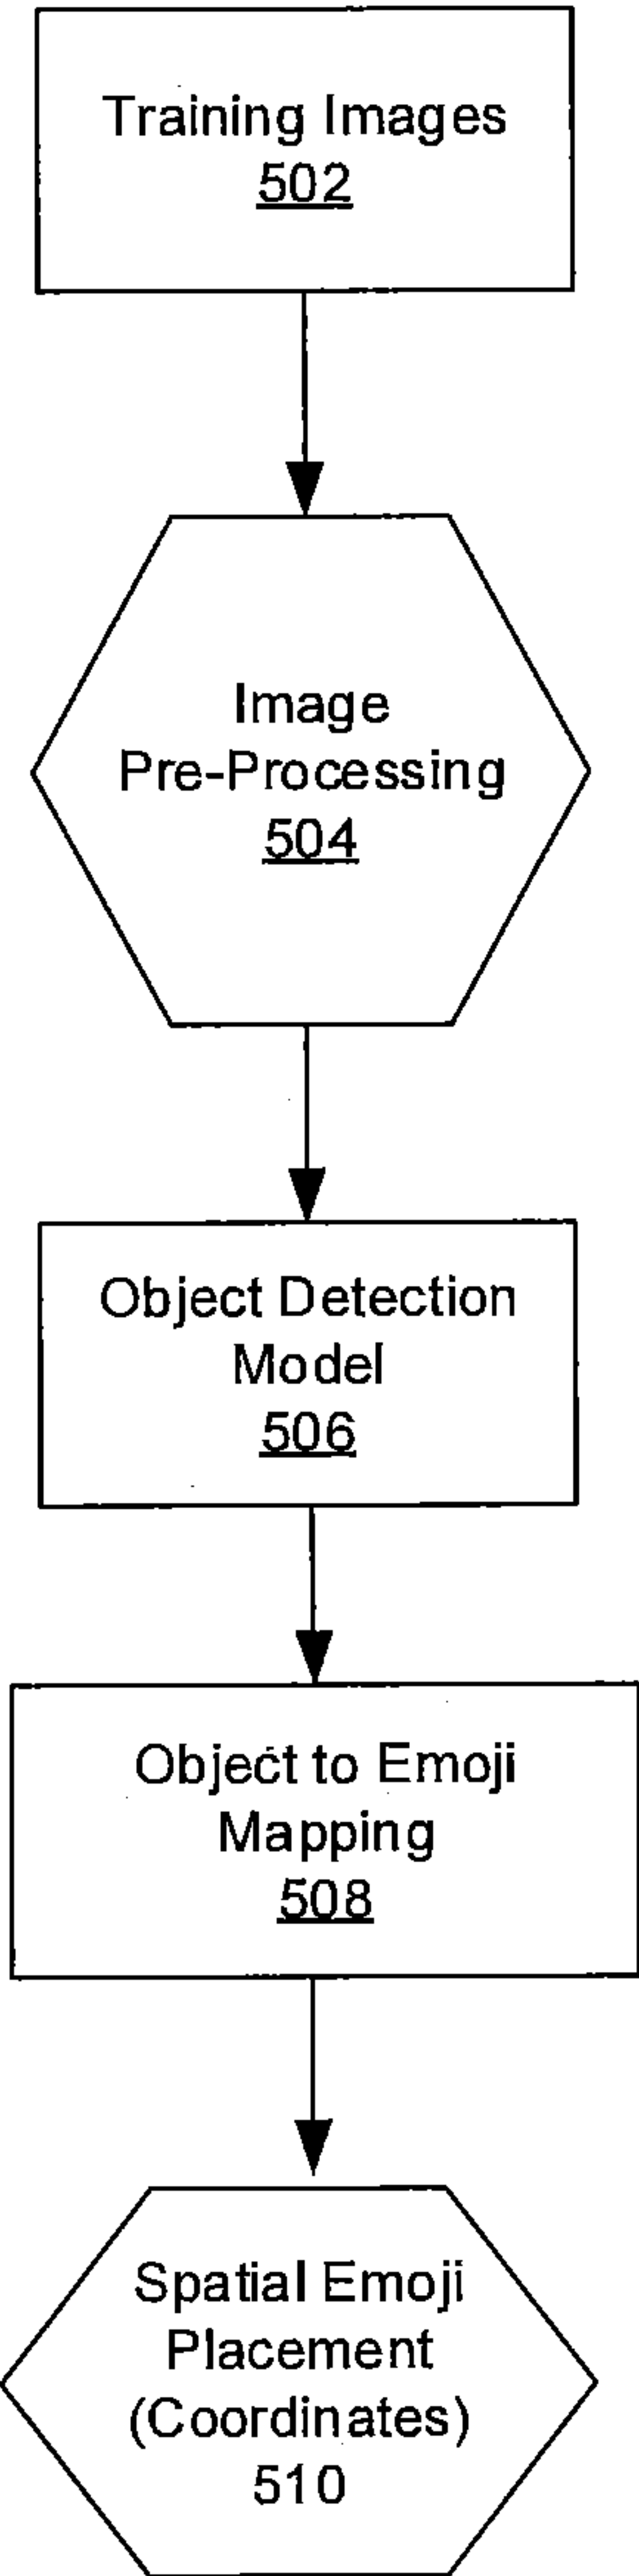 Training Images
502
Image
Pre-Processing
504
Object Detection
Model
506
Object to Emoji
Mapping
508
Spatial Emoji
Placement
(Coordinates)
510